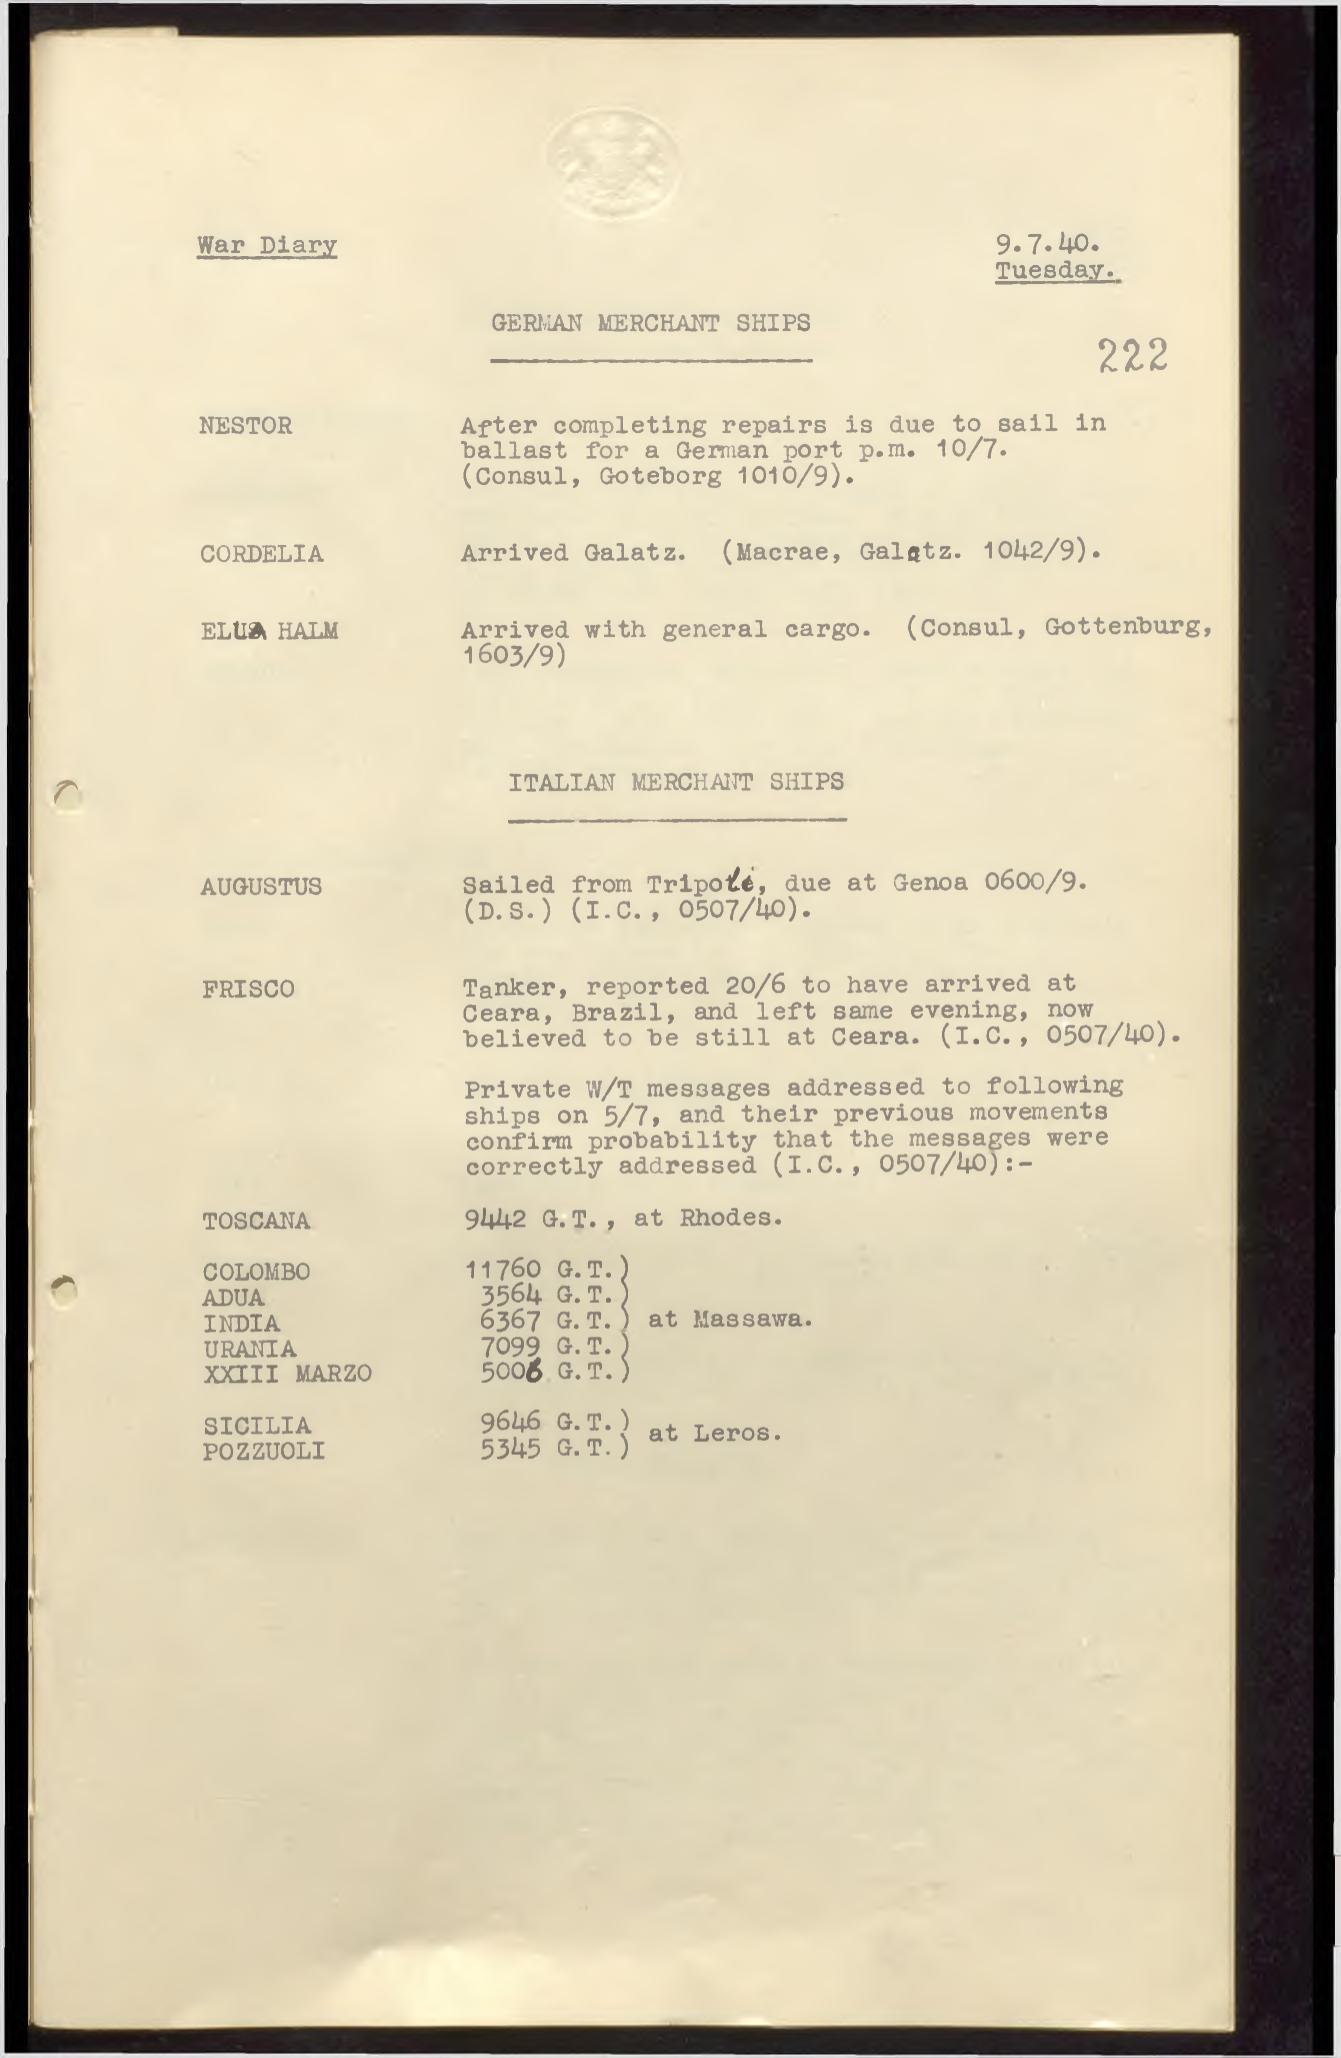 War Diary
9.7.40.
Tuesday.
GERMAN MERCHANT SHIPS
222
NESTOR After completing repairs is due to sail in
ballast for a German port p.m. 10/7.
(Consul, Goteborg 1010/9).
CORDELIA Arrived Galatz. (Macrae, Galatz. 1042/9).
HALM Arrived with general cargo. (Consul, Gottenburg,
1603/9)
ITALIAN MERCHANT SHIPS
AUGUSTUS Sailed from Tripoli, due at Genoa 0600/9.
(D.S.) (I.C., 0507/40).
FRISCO Tanker, reported 20/6 to have arrived at
Ceara, Brazil, and left same evening, now
believed to be still at Ceara. (I.C., 0507/40).
Private W/T messages addressed to following
ships on 5/7, and their previous movements
confirm probability that the messages were
correctly addressed (I.C., 0507/40):-
TOSCANA 9442 G.T., at Rhodes.
COLOMBO 11760 G.T.)
ADUA 3564 G.T.)
INDIA 6367 G.T.) at Massawa.
URANIA 7099 G.T.)
XXIII MARZO 5006 G.T.)
SICILIA 9646 G.T.)
at Leros.
POZZUOLI 5345 G.T.)